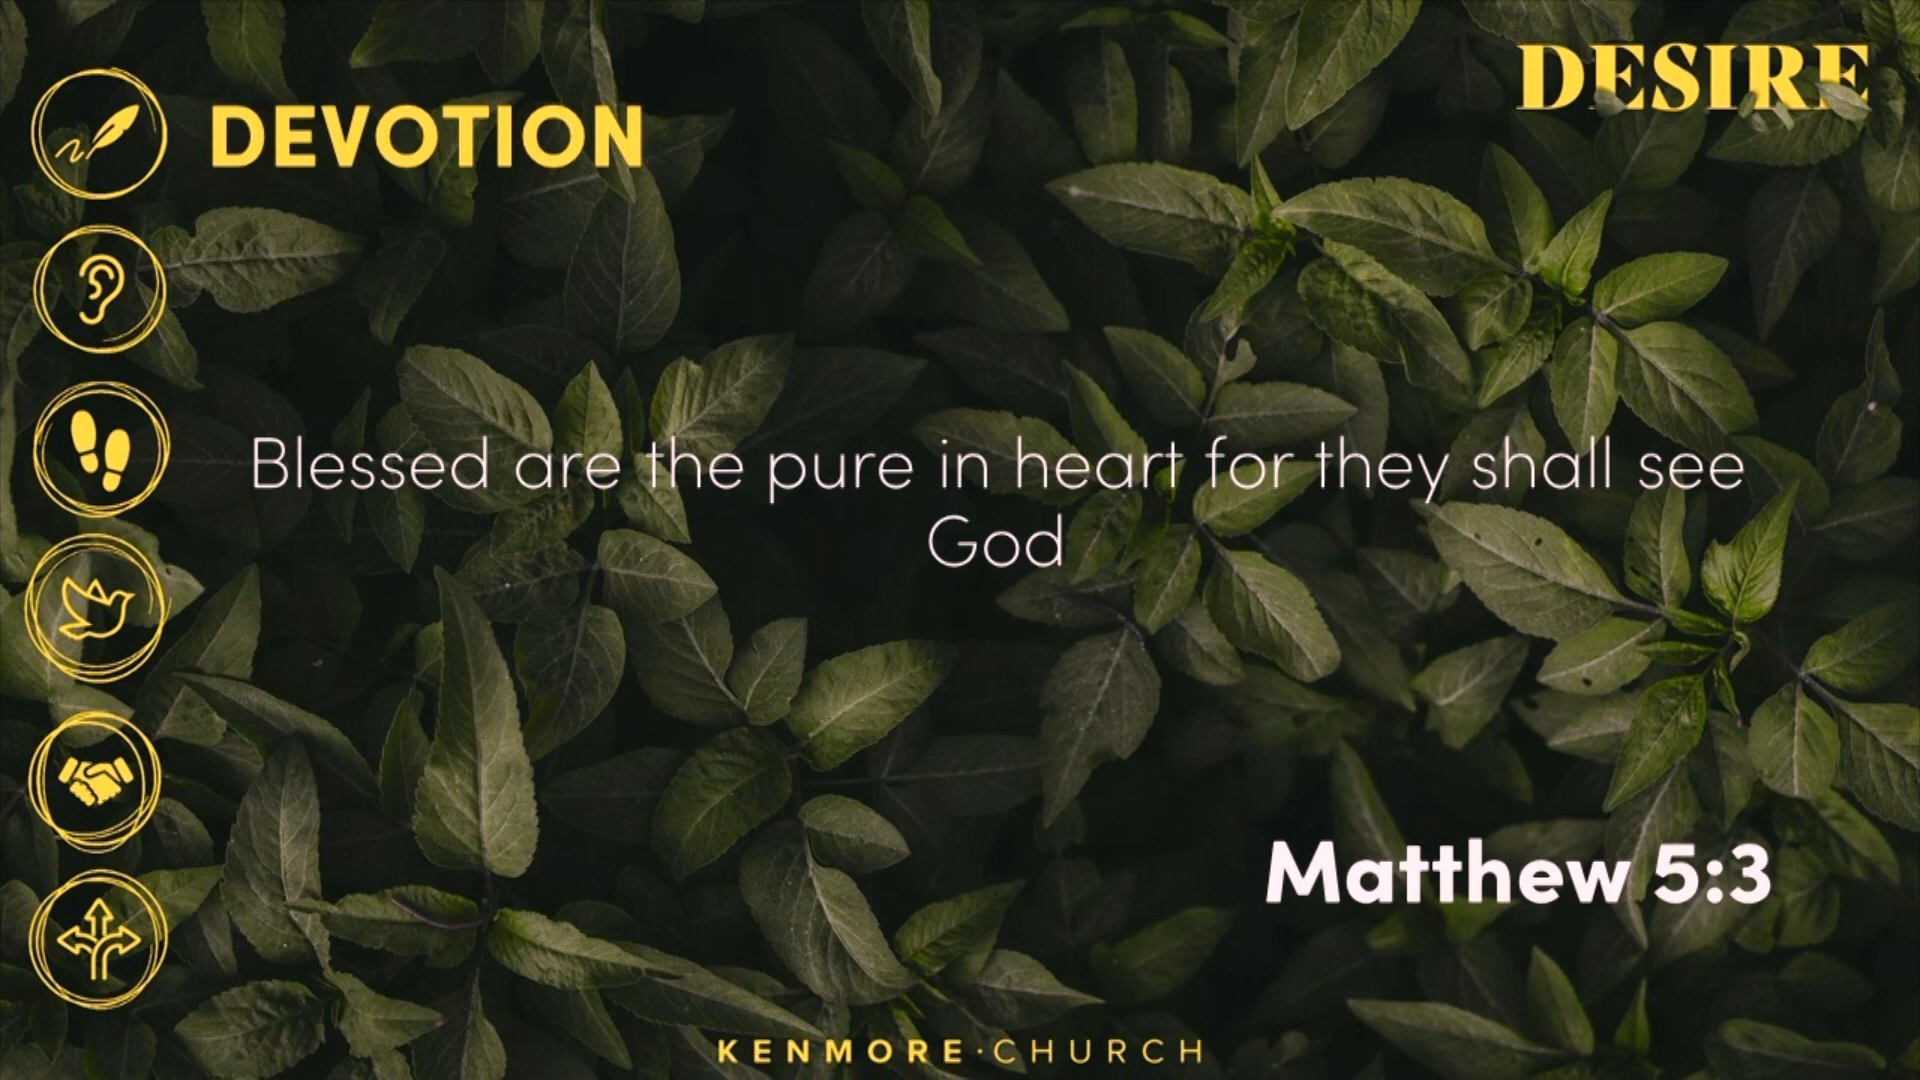 DESIRE
DEVOTION
Blessed are the pure in heart for they shall see
God
Matthew 5:3
KENMORE·CHURCH